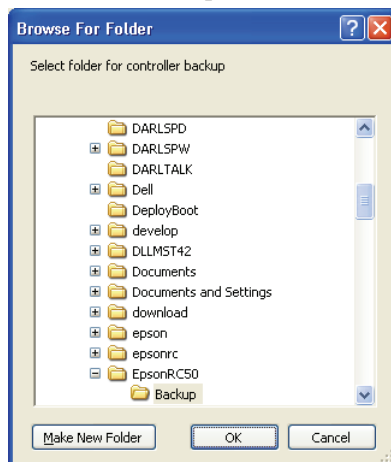 Browse For Folder
Select folder for controller backup
DARLSPD
DARLSPW
DARLTALK
Dell
DeployBoot
develop
DLLMST42
Documents
Documents and Settings
download
epson
epsonrc
EpsonRC50
Backup
Make New Folder OK Cancel